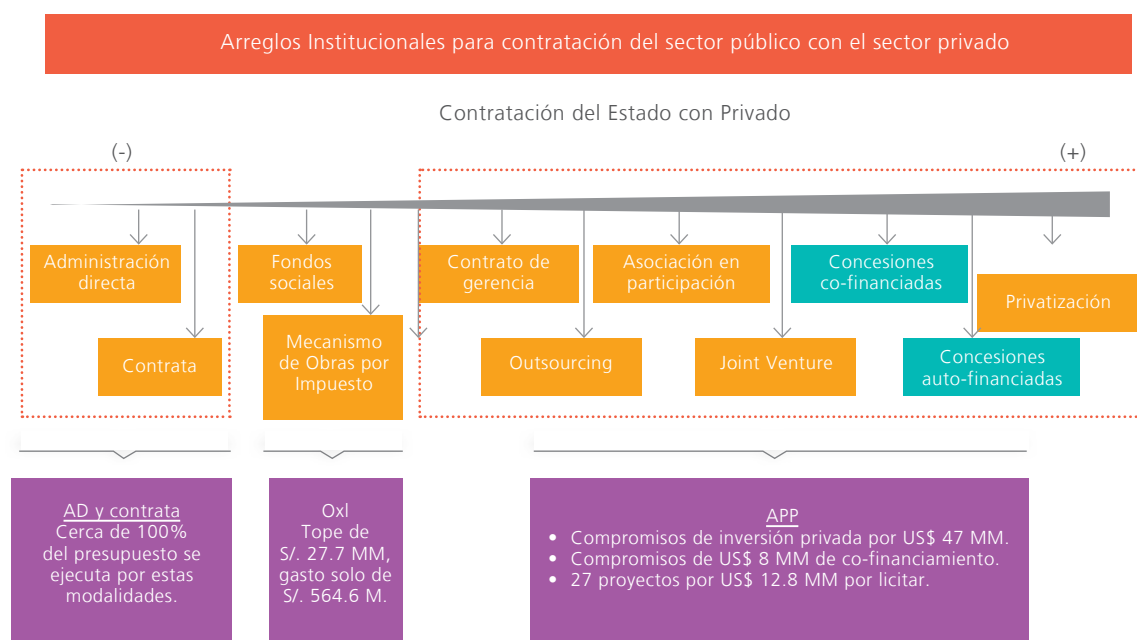 Arreglos Institucionales para contratación del sector público con el sector privado
Contratación del Estado con Privado
(-)
(+)
Administración
directa
Contrata
Fondos
sociales
Mecanismo
de Obras por
Impuesto
Contrato de
gerencia
Outsourcing
Asociación en
participación
Joint Venture
Concesiones
co-financiadas
Concesiones
auto-financiadas
Privatización
AD y contrata
Cerca de 100%
del presupuesto se
ejecuta por estas
modalidades.
OxI
Tope de
S/. 27.7 MM,
gasto solo de
S/. 564.6 M.
APP
• Compromisos de inversión privada por US$ 47 MM.
• Compromisos de US$ 8 MM de co-financiamiento.
• 27 proyectos por US$ 12.8 MM por licitar.